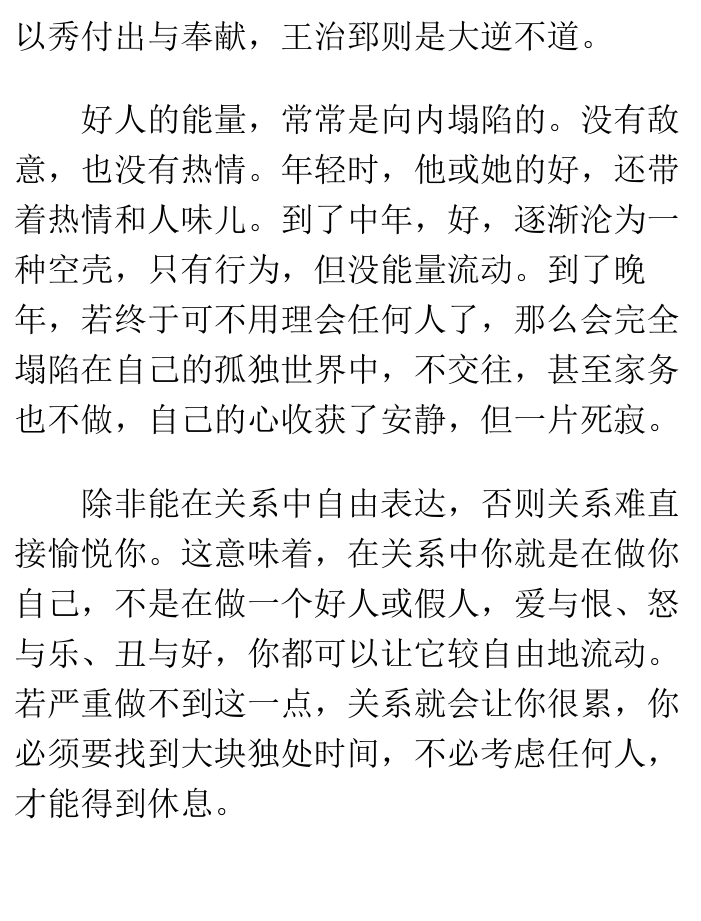 以秀付出与奉献，王治郅则是大逆不道。
好人的能量，常常是向内塌陷的。没有敌
意，也没有热情。年轻时，他或她的好，还带
着热情和人味儿。到了中年，好，逐渐沦为一
种空壳，只有行为，但没能量流动。到了晚
年，若终于可不用理会任何人了，那么会完全
塌陷在自己的孤独世界中，不交往，甚至家务
也不做，自己的心收获了安静，但一片死寂。
除非能在关系中自由表达，否则关系难直
接愉悦你。这意味着，在关系中你就是在做你
自己，不是在做一个好人或假人，爱与恨、怒
与乐、丑与好，你都可以让它较自由地流动。
若严重做不到这一点，关系就会让你很累，你
必须要找到大块独处时间，不必考虑任何人，
才能得到休息。